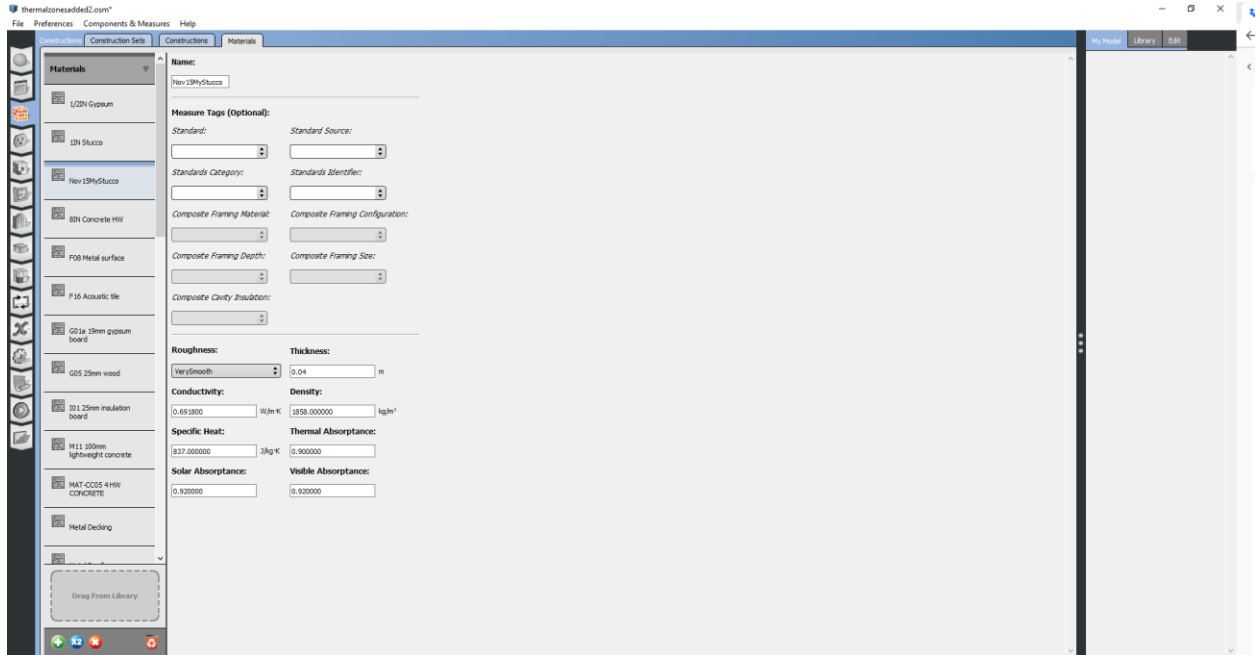 thermalzonesadded2.osm*
File Preferences Components & Measures Help
Constructions Construction Sets Constructions Materials
My Model Library Edit
Materials
1/2IN Gypsum
1IN Stucco
Nov15MyStucco
8IN Concrete HW
F08 Metal surface
F16 Acoustic tile
G01a 19mm gypsum
board
G05 25mm wood
I01 25mm insulation
board
M11 100mm
lightweight concrete
MAT-CC05 4 HW
CONCRETE
Metal Decking
Drag From Library
x2
Name:
Nov15MyStucco
Measure Tags (Optional):
Standard: Standard Source:
Standards Category: Standards Identifier:
Composite Framing Material: Composite Framing Configuration:
Composite Framing Depth: Composite Framing Size:
Composite Cavity Insulation:
Roughness: Thickness:
VerySmooth 0.04 m
Conductivity: Density:
0.691800 W/m·K 1858.000000 kg/m³
Specific Heat: Thermal Absorptance:
837.000000 J/kg·K 0.900000
Solar Absorptance: Visible Absorptance:
0.920000 0.920000